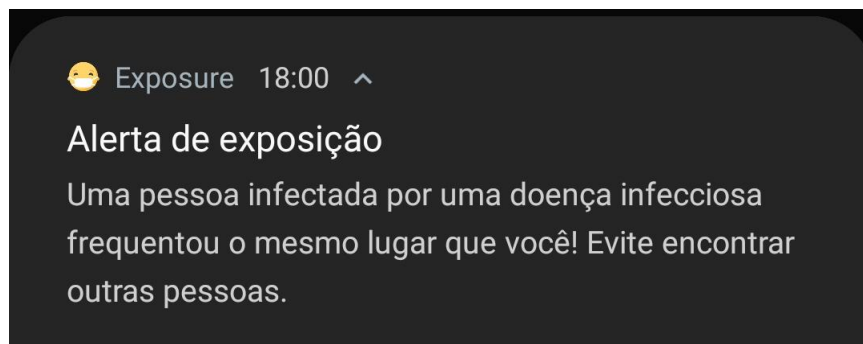 Exposure 18:00
Alerta de exposição
Uma pessoa infectada por uma doença infecciosa
frequentou o mesmo lugar que você! Evite encontrar
outras pessoas.